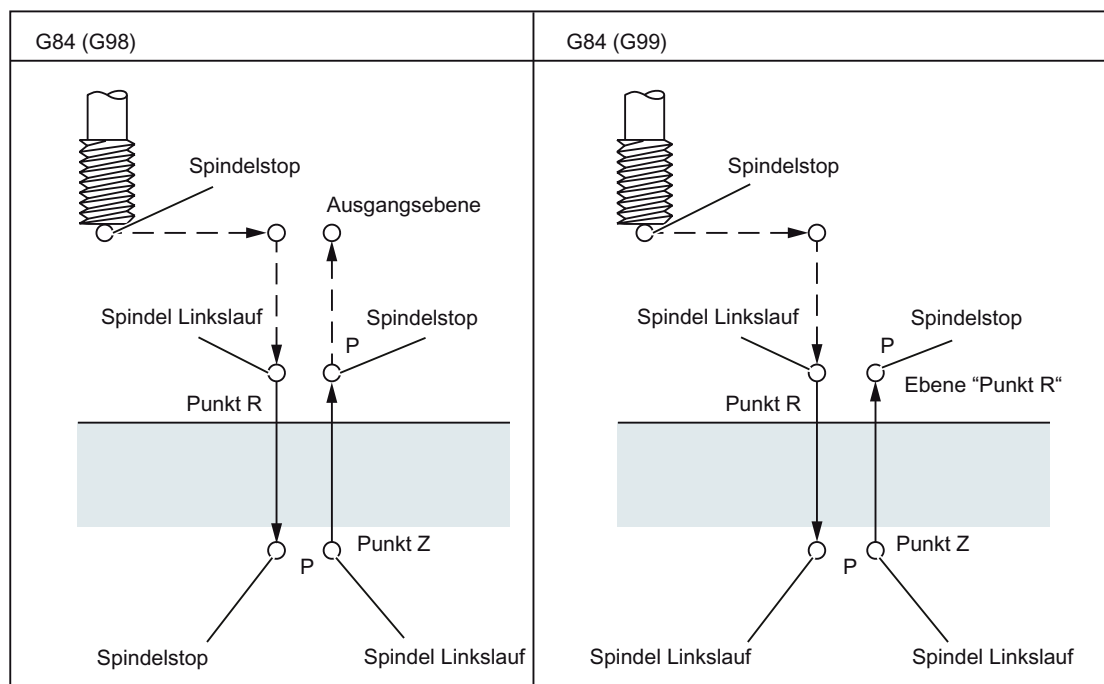 G84 (G98)
Spindelstop
Ausgangsebene
Spindel Linkslauf
Spindelstop
P
Punkt R
Punkt Z
P
Spindelstop
Spindel Linkslauf
G84 (G99)
Spindelstop
Spindel Linkslauf
Spindelstop
P
Ebene “Punkt R“
Punkt R
Punkt Z
P
Spindel Linkslauf
Spindel Linkslauf